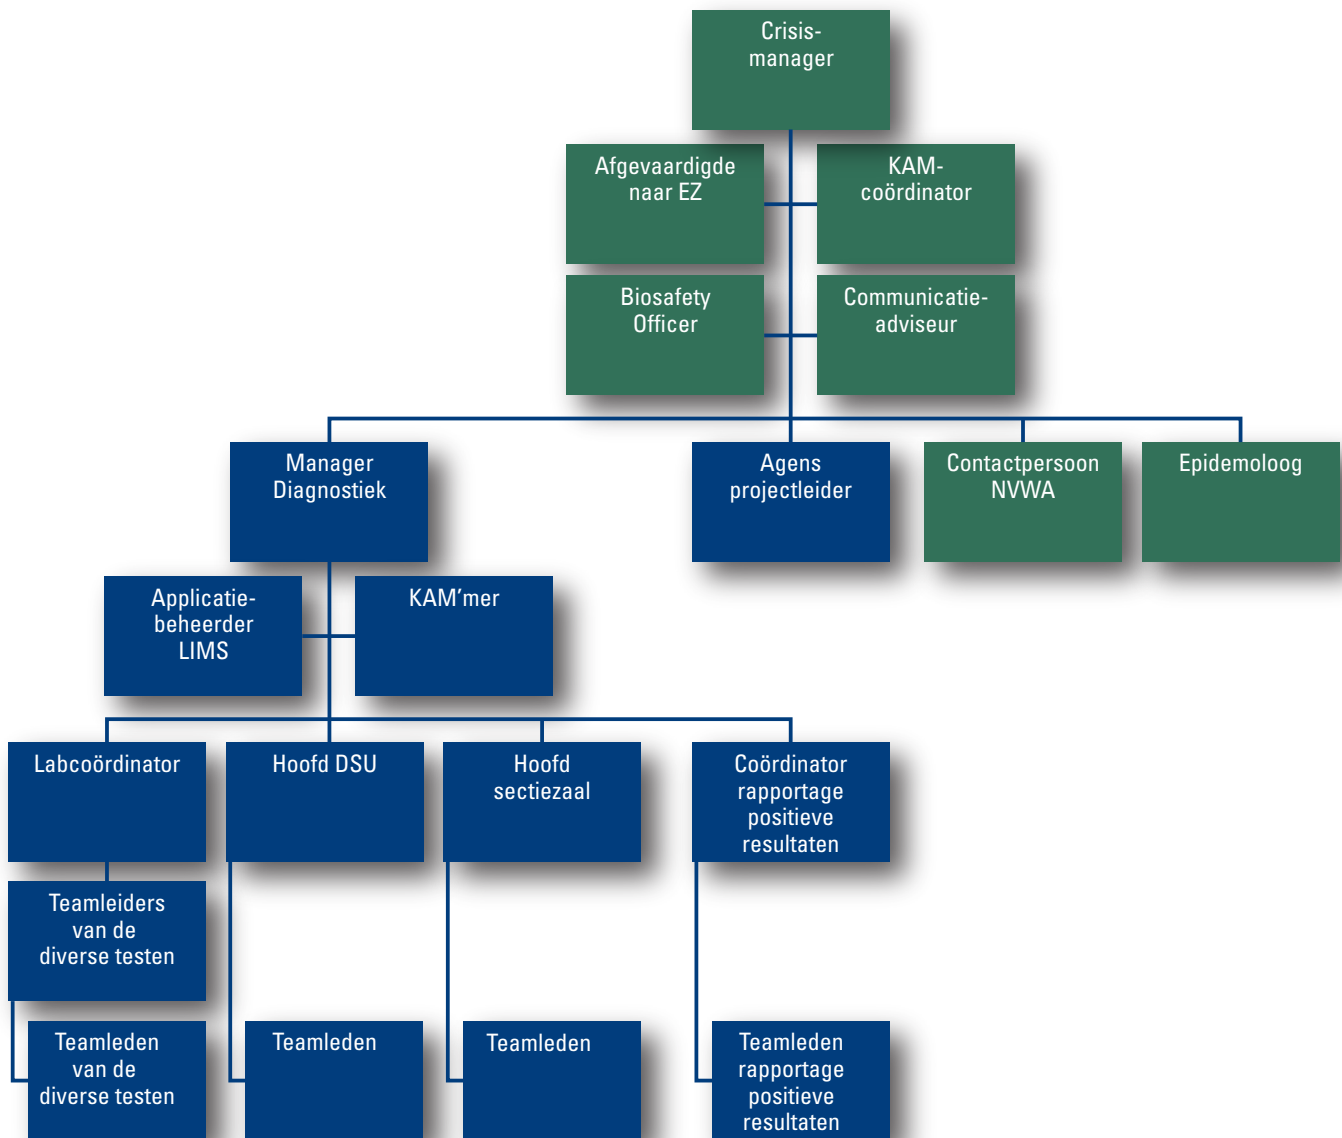 Crisis-
manager
Afgevaardigde
naar EZ
KAM-
coördinator
Biosafety
Officer
Communicatie-
adviseur
Manager
Diagnostiek
Agens
projectleider
Contactpersoon
NVWA
Epidemoloog
Applicatie-
beheerder
LIMS
KAM'mer
Labcoördinator
Hoofd DSU
Hoofd
sectiezaal
Coördinator
rapportage
positieve
resultaten
Teamleiders
van de
diverse testen
Teamleden
van de
diverse testen
Teamleden
Teamleden
Teamleden
rapportage
positieve
resultaten